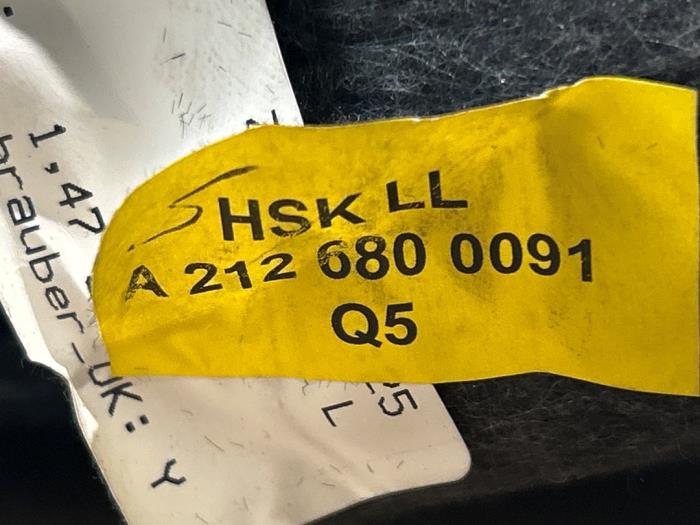 HSK LL
A 212 680 0091
Q5
1,47
brauber_UK: Y
L